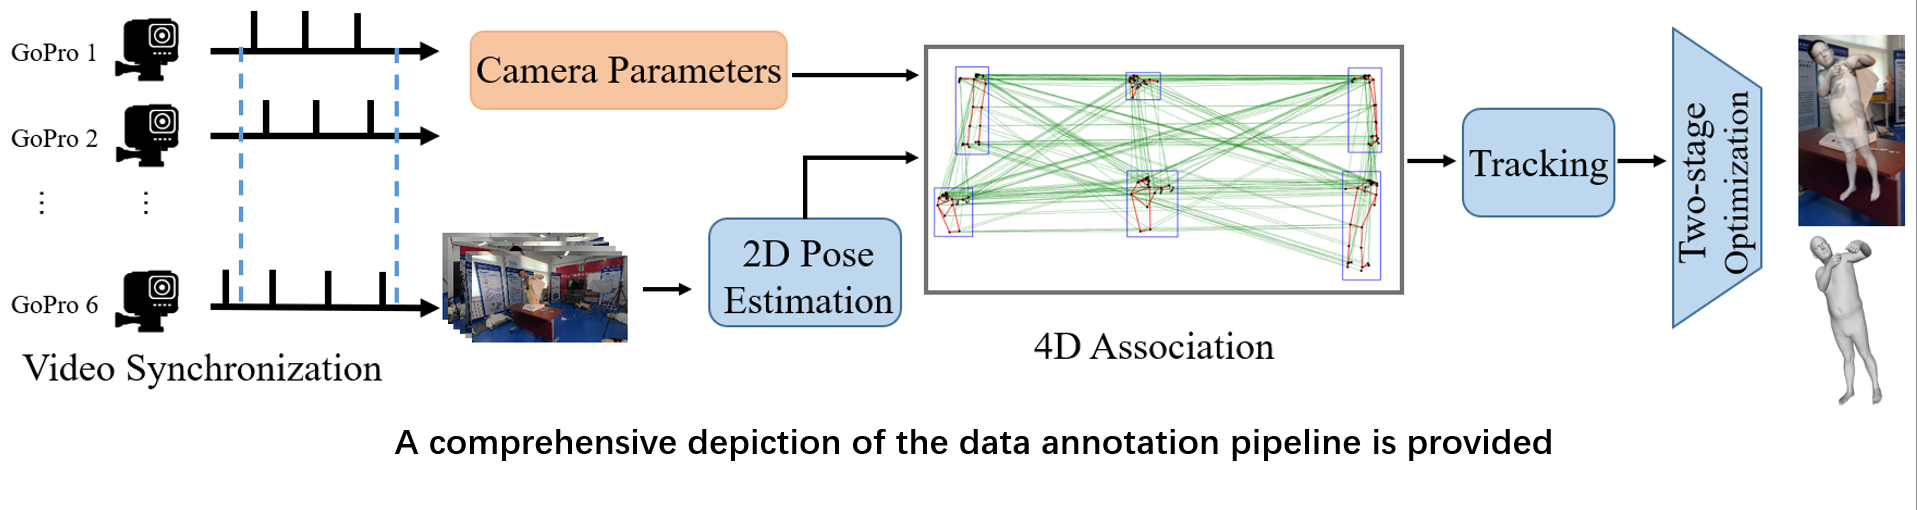 GoPro 1
GoPro 2
⋮ ⋮
GoPro 6
Video Synchronization
Camera Parameters
2D Pose
Estimation
4D Association
Tracking
Two-stage
Optimization
A comprehensive depiction of the data annotation pipeline is provided